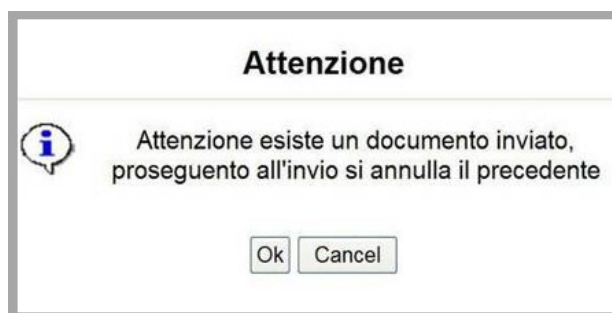 Attenzione
Attenzione esiste un documento inviato,
proseguento all'invio si annulla il precedente
Ok Cancel